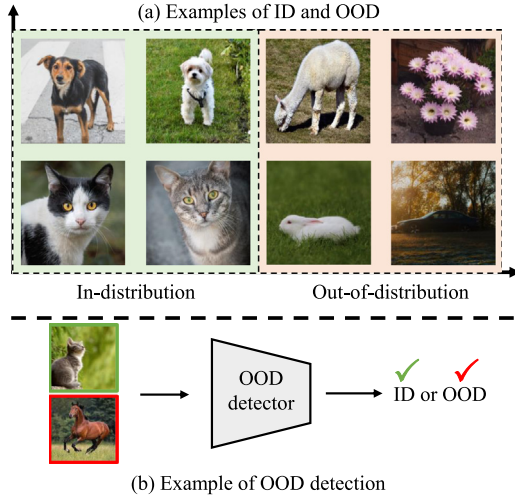 (a) Examples of ID and OOD
In-distribution
Out-of-distribution
OOD
detector
ID or OOD
(b) Example of OOD detection